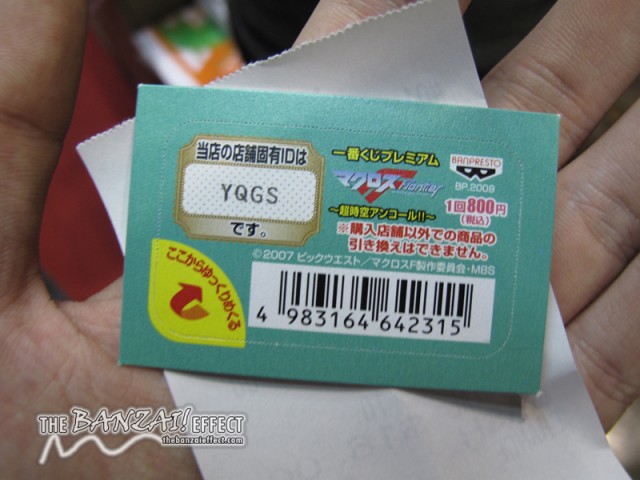 当店の店舗固有IDは
YQGS
です。
一番くじプレミアム
マクロスFrontier
〜超時空アンコール!!〜
BANPRESTO
BP.2009
1回800円
(税込)
※購入店舗以外での商品の
引き換えはできません。
©2007 ビックウエスト/マクロスF製作委員会・MBS
ここからゆっくりめくる
4 983164 642315
THE BANZAI! EFFECT
thebanzaieffect.com